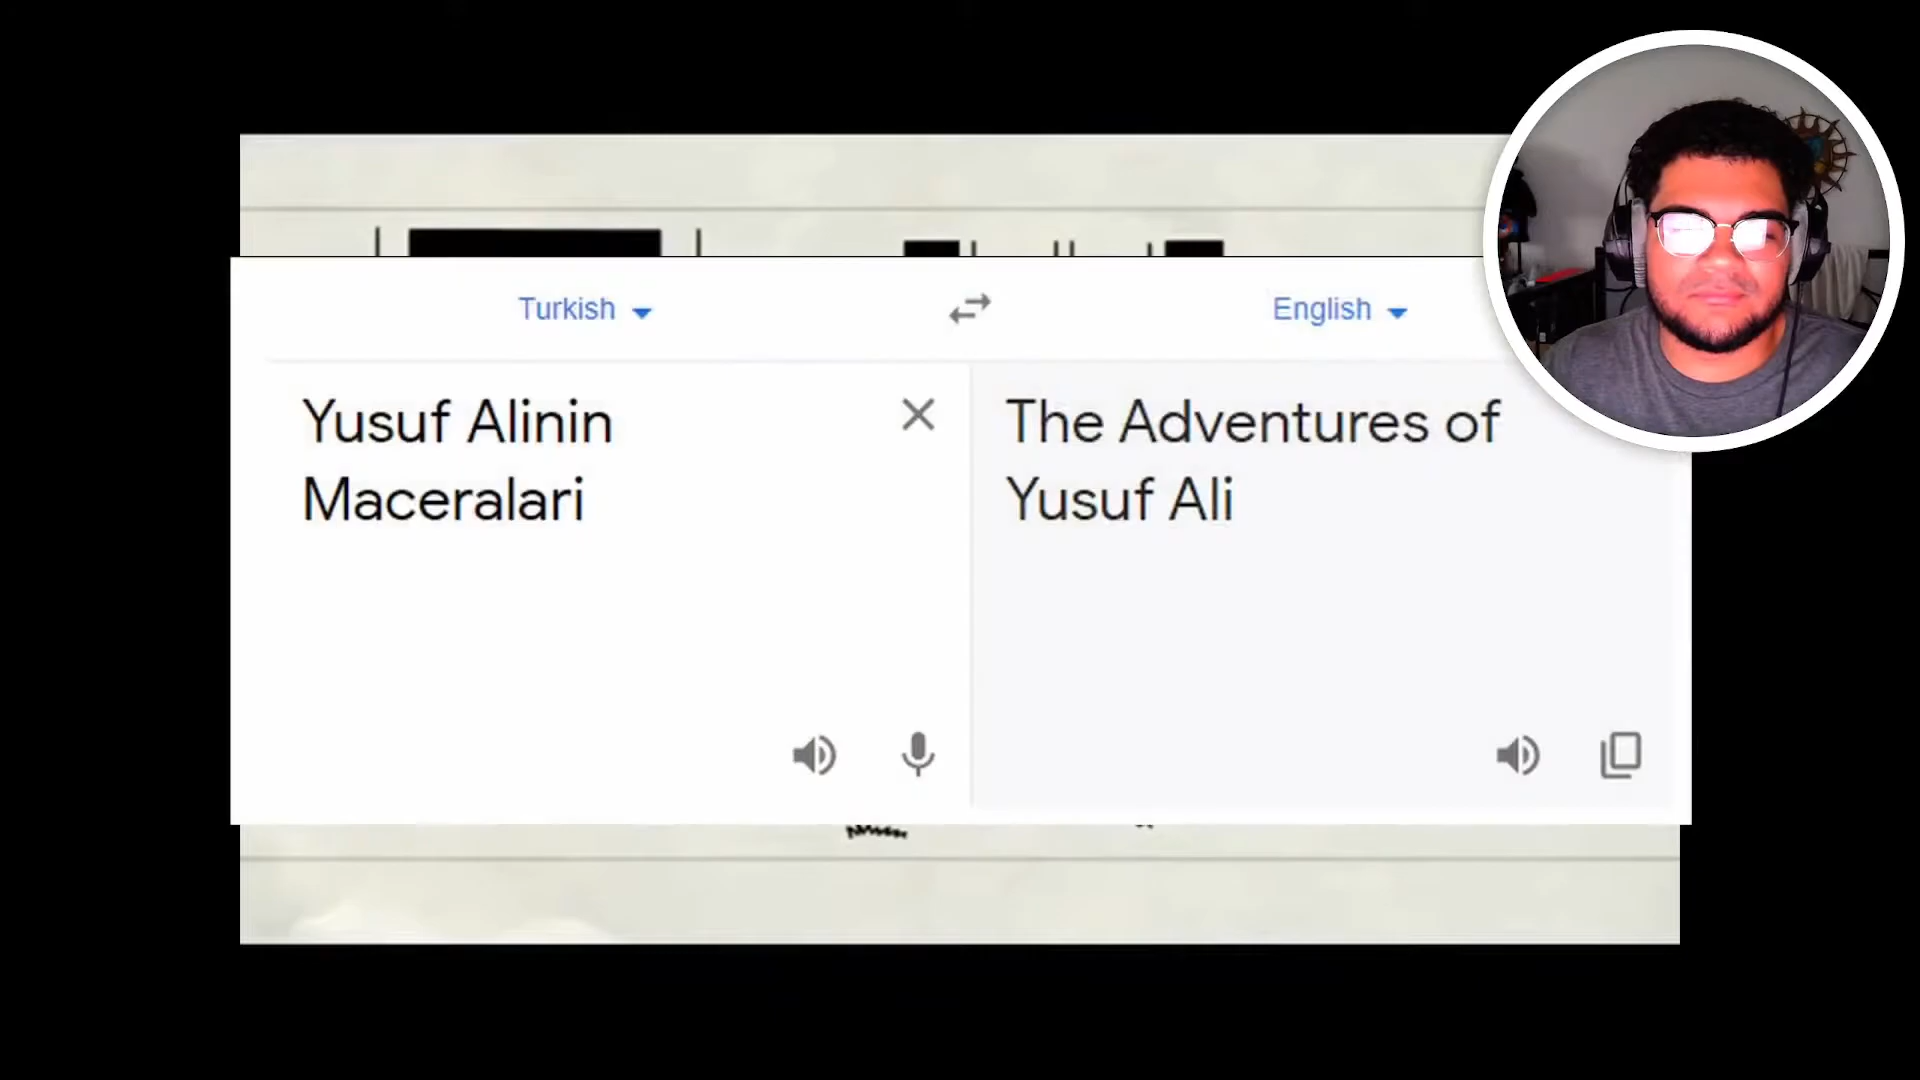 Turkish
English
Yusuf Alinin
Maceralari
The Adventures of
Yusuf Ali